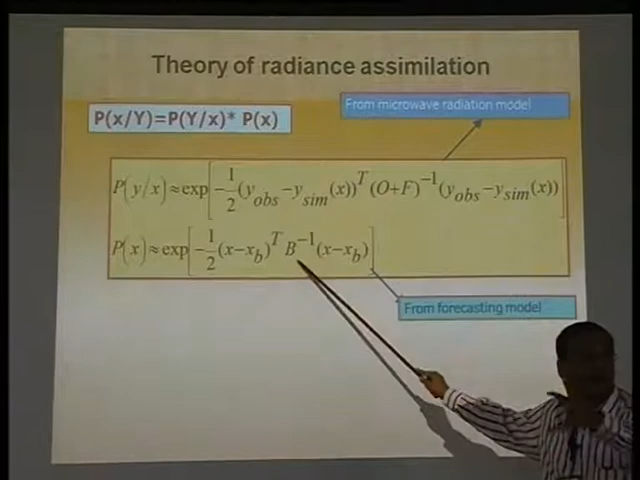 Theory of radiance assimilation
P(x/Y)=P(Y/x)* P(x)
From microwave radiation model
P(y/x)≈exp[-1/2(y_obs-y_sim(x))^T(O+F)^-1(y_obs-y_sim(x))]
P(x)≈exp[-1/2(x-x_b)^T B^-1(x-x_b)]
From forecasting model